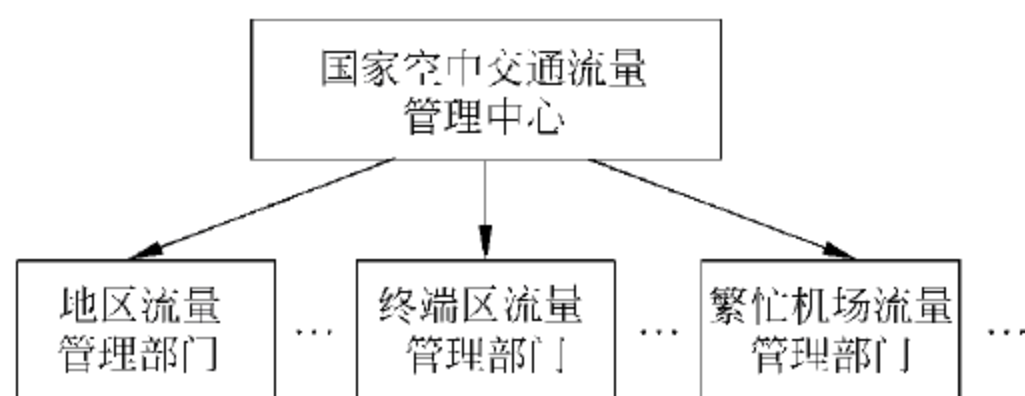 国家空中交通流量
管理中心
地区流量
管理部门
…
终端区流量
管理部门
…
繁忙机场流量
管理部门
…